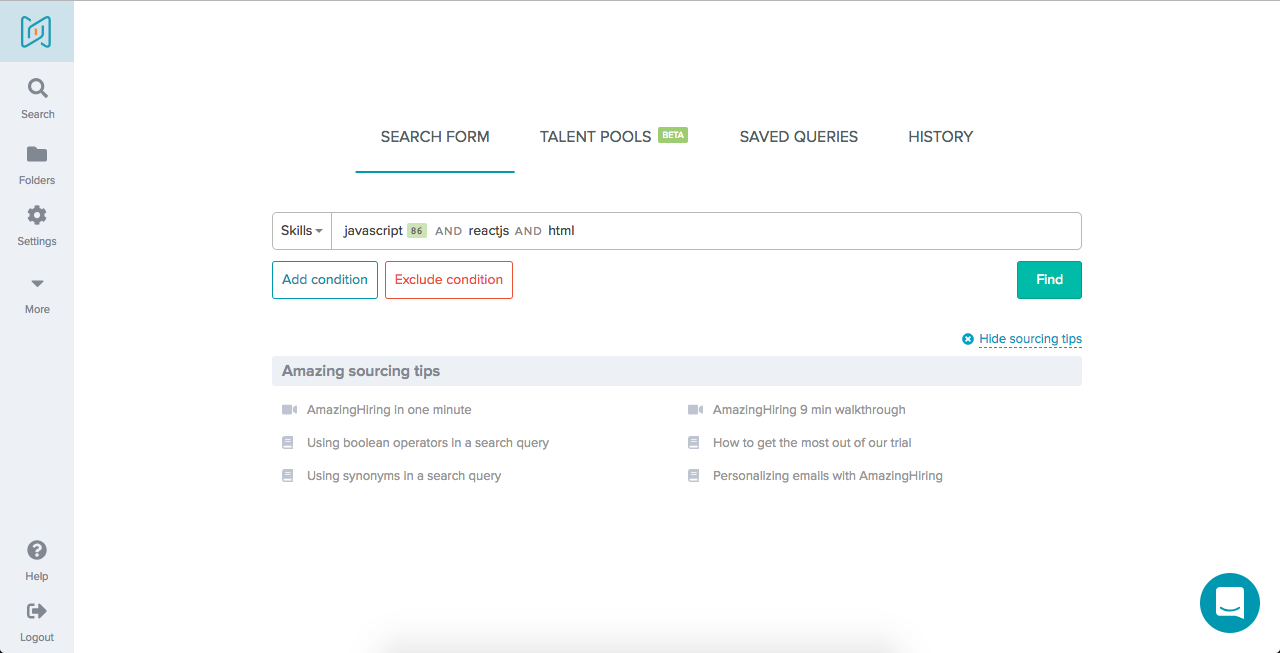 Search
Folders
Settings
More
Help
Logout
SEARCH FORM TALENT POOLS BETA SAVED QUERIES HISTORY
Skills javascript 86 AND reactjs AND html
Add condition Exclude condition Find
Hide sourcing tips
Amazing sourcing tips
AmazingHiring in one minute AmazingHiring 9 min walkthrough
Using boolean operators in a search query How to get the most out of our trial
Using synonyms in a search query Personalizing emails with AmazingHiring